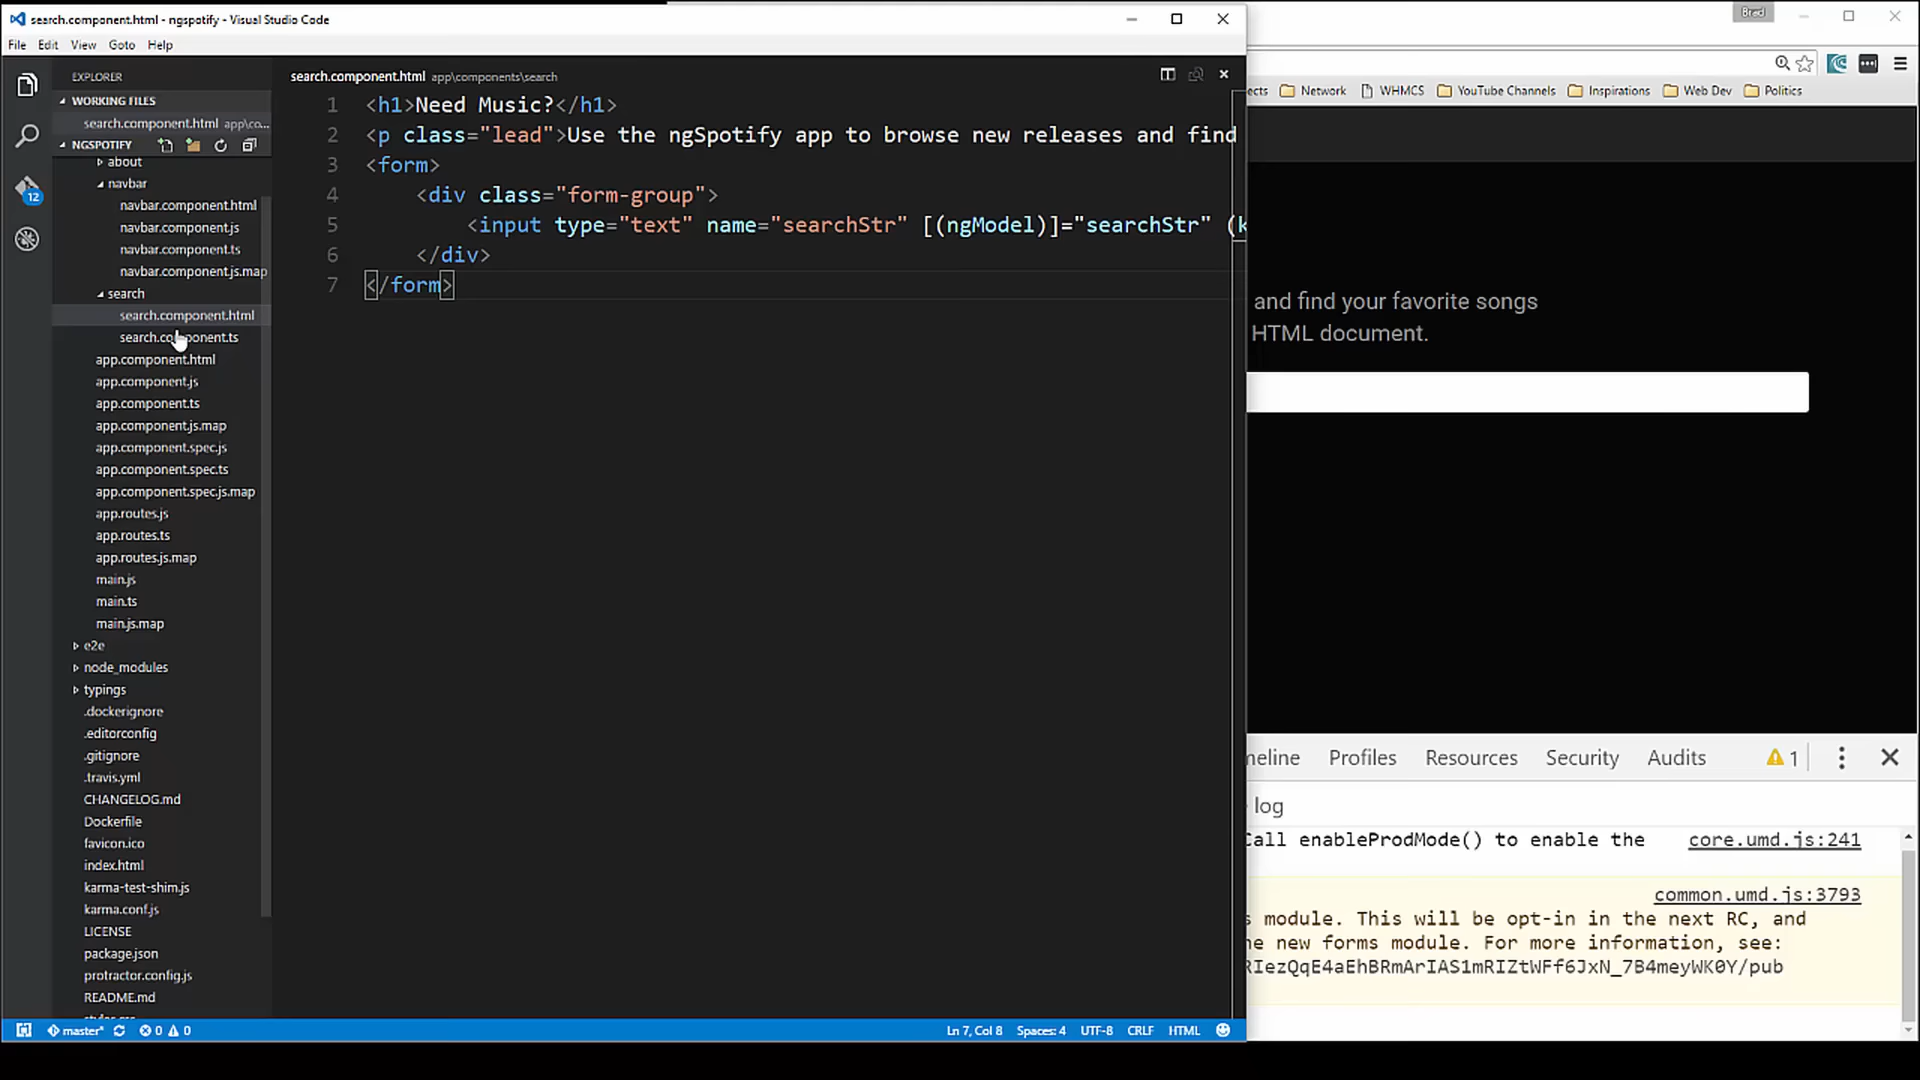 search.component.html - ngspotify - Visual Studio Code
File Edit View Goto Help
EXPLORER
WORKING FILES
search.component.html app\co...
NGSPOTIFY
about
navbar
navbar.component.html
navbar.component.js
navbar.component.ts
navbar.component.js.map
search
search.component.html
search.component.ts
app.component.html
app.component.js
app.component.ts
app.component.js.map
app.component.spec.js
app.component.spec.ts
app.component.spec.js.map
app.routes.js
app.routes.ts
app.routes.js.map
main.js
main.ts
main.js.map
e2e
node_modules
typings
.dockerignore
.editorconfig
.gitignore
.travis.yml
CHANGELOG.md
Dockerfile
favicon.ico
index.html
karma-test-shim.js
karma.conf.js
LICENSE
package.json
protractor.config.js
README.md
12
search.component.html app\components\search
1 <h1>Need Music?</h1>
2 <p class="lead">Use the ngSpotify app to browse new releases and find
3 <form>
4 <div class="form-group">
5 <input type="text" name="searchStr" [(ngModel)]="searchStr" (k
6 </div>
7 </form>
master* 0 0 Ln 7, Col 8 Spaces: 4 UTF-8 CRLF HTML
Brad
ects Network WHMCS YouTube Channels Inspirations Web Dev Politics
and find your favorite songs
HTML document.
meline Profiles Resources Security Audits 1
log
Call enableProdMode() to enable the core.umd.js:241
common.umd.js:3793
s module. This will be opt-in in the next RC, and
he new forms module. For more information, see:
RIezQqE4aEhBRmArIAS1mRIZtWFf6JxN_7B4meyWK0Y/pub